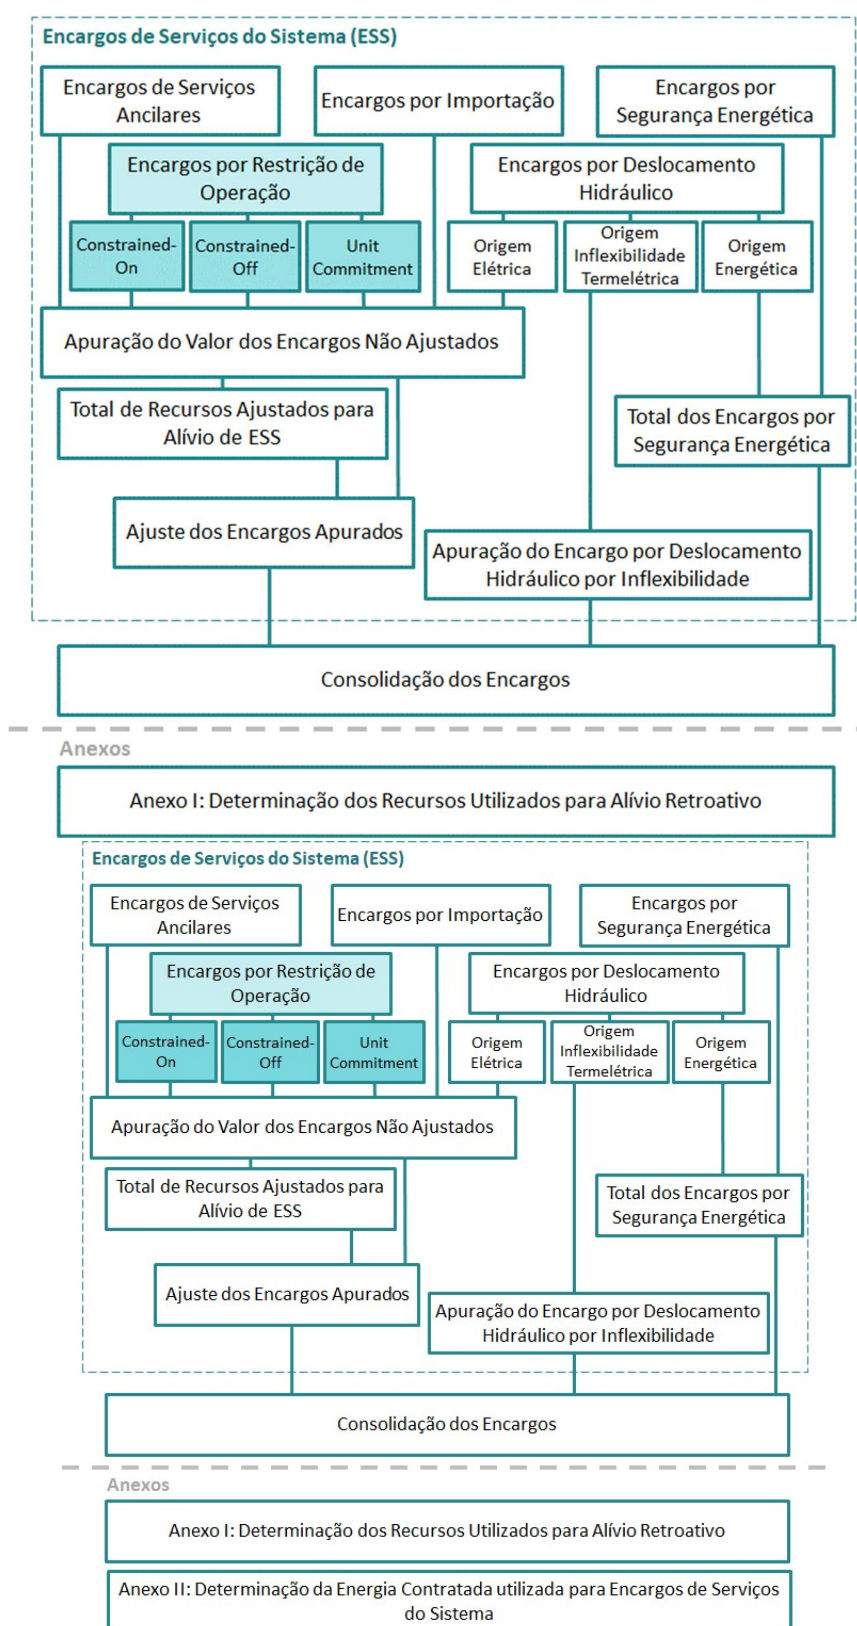 Encargos de Serviços do Sistema (ESS)
Encargos de Serviços
Ancilares
Encargos por Importação
Encargos por
Segurança Energética
Encargos por Restrição de
Operação
Encargos por Deslocamento
Hidráulico
Constrained-
On
Constrained-
Off
Unit
Commitment
Origem
Elétrica
Origem
Inflexibilidade
Termelétrica
Origem
Energética
Apuração do Valor dos Encargos Não Ajustados
Total de Recursos Ajustados para
Alívio de ESS
Total dos Encargos por
Segurança Energética
Ajuste dos Encargos Apurados
Apuração do Encargo por Deslocamento
Hidráulico por Inflexibilidade
Consolidação dos Encargos
Anexos
Anexo I: Determinação dos Recursos Utilizados para Alívio Retroativo
Encargos de Serviços do Sistema (ESS)
Encargos de Serviços
Ancilares
Encargos por Importação
Encargos por
Segurança Energética
Encargos por Restrição de
Operação
Encargos por Deslocamento
Hidráulico
Constrained-
On
Constrained-
Off
Unit
Commitment
Origem
Elétrica
Origem
Inflexibilidade
Termelétrica
Origem
Energética
Apuração do Valor dos Encargos Não Ajustados
Total de Recursos Ajustados para
Alívio de ESS
Total dos Encargos por
Segurança Energética
Ajuste dos Encargos Apurados
Apuração do Encargo por Deslocamento
Hidráulico por Inflexibilidade
Consolidação dos Encargos
Anexos
Anexo I: Determinação dos Recursos Utilizados para Alívio Retroativo
Anexo II: Determinação da Energia Contratada utilizada para Encargos de Serviços
do Sistema